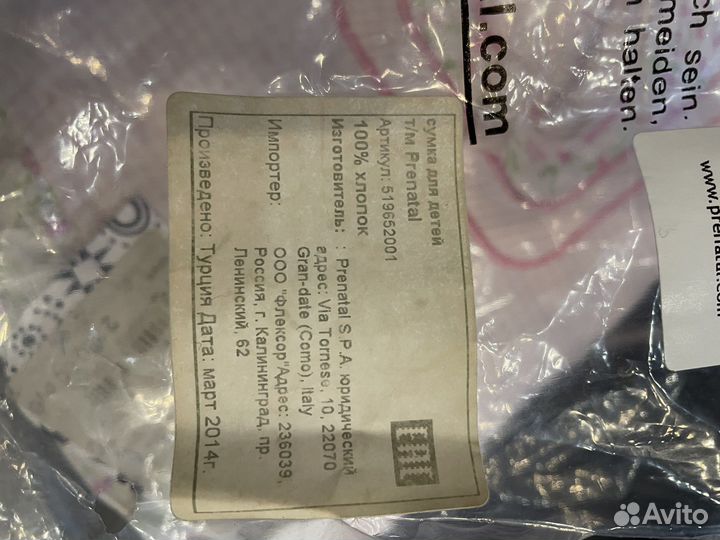 сумка для детей
т/м Prenatal
Артикул: 519652001
100% хлопок
Изготовитель: : Prenatal S.P.A. юридический
адрес: Via Tornese, 10, 22070
Gran-date (Como), Italy
Импортер: ООО "Флексор"Адрес: 236039,
Россия, г. Калининград, пр.
Ленинский, 62
Произведено: Турция Дата: март 2014г.
ch sein.
meiden,
halten.
.com
www.prenatal.com
Avito